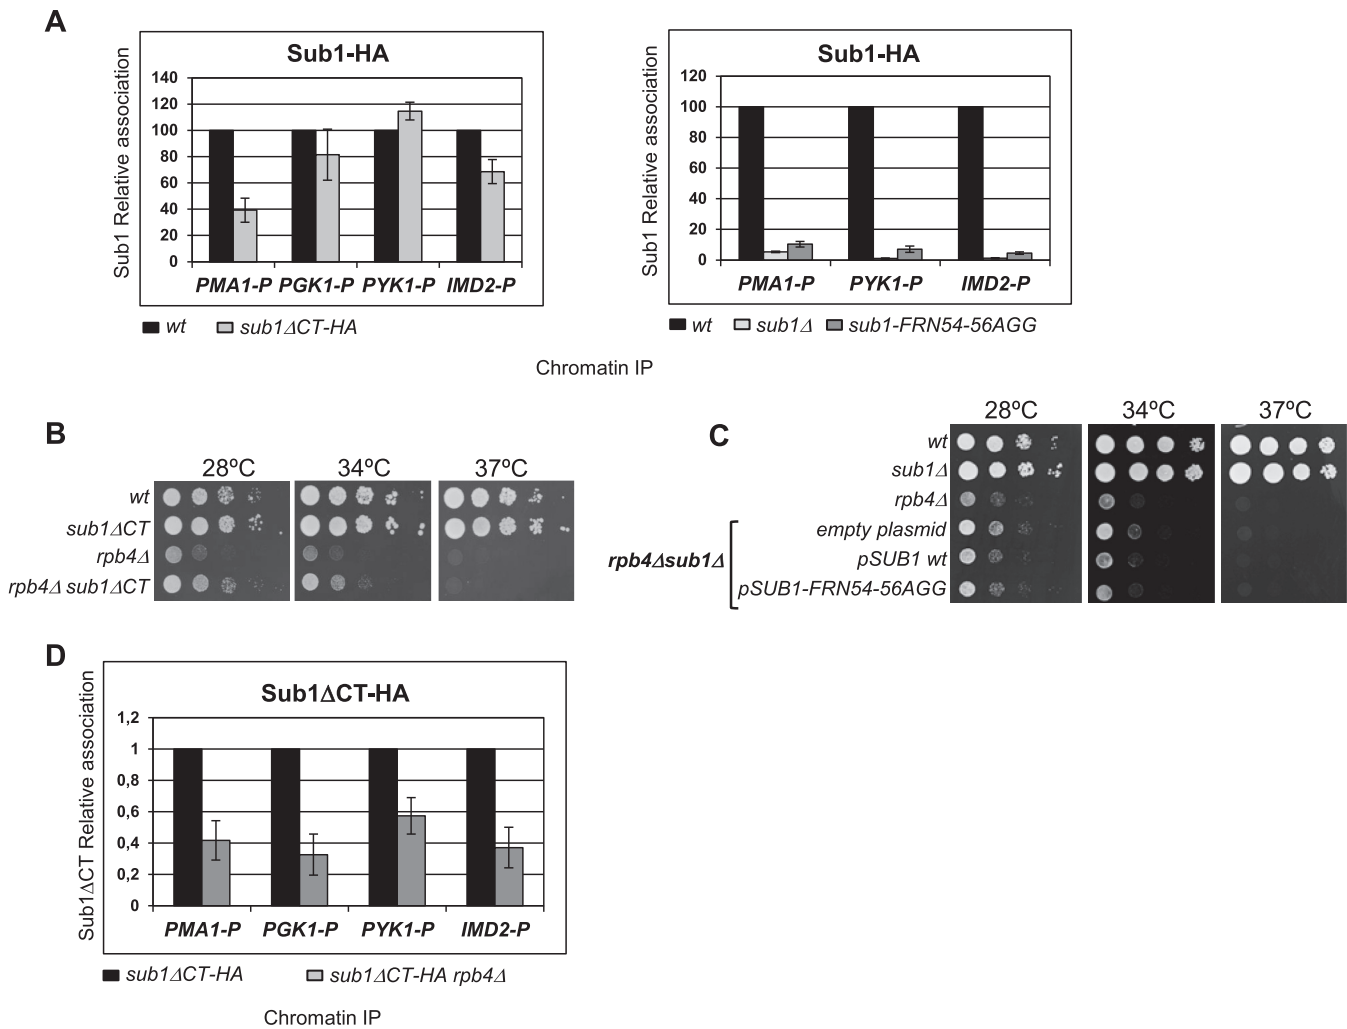 A
Sub1-HA
Sub1 Relative association
140
120
100
80
60
40
20
0
PMA1-P PGK1-P PYK1-P IMD2-P
wt sub1ΔCT-HA
Sub1-HA
Sub1 Relative association
120
100
80
60
40
20
0
PMA1-P PYK1-P IMD2-P
wt sub1Δ sub1-FRN54-56AGG
Chromatin IP
B
28ºC 34ºC 37ºC
wt
sub1ΔCT
rpb4Δ
rpb4Δ sub1ΔCT
C
28ºC 34ºC 37ºC
wt
sub1Δ
rpb4Δ
empty plasmid
rpb4Δsub1Δ
pSUB1 wt
pSUB1-FRN54-56AGG
D
Sub1ΔCT-HA
Sub1ΔCT Relative association
1,2
1
0,8
0,6
0,4
0,2
0
PMA1-P PGK1-P PYK1-P IMD2-P
sub1ΔCT-HA sub1ΔCT-HA rpb4Δ
Chromatin IP